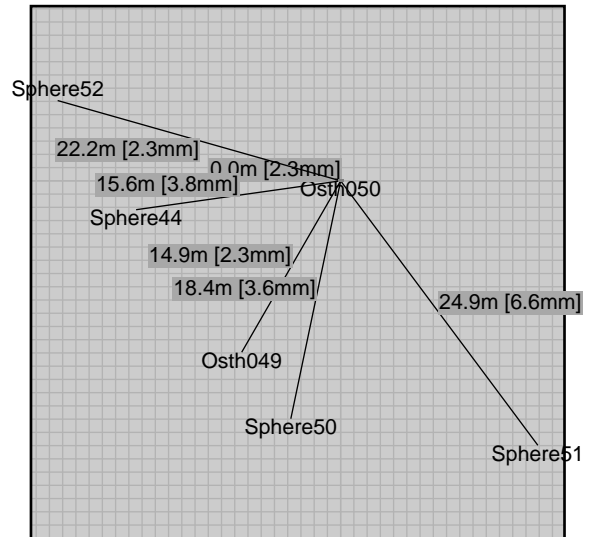 Sphere52
22.2m [2.3mm]
0.0m [2.3mm]
15.6m [3.8mm]
Osth050
Sphere44
14.9m [2.3mm]
18.4m [3.6mm]
24.9m [6.6mm]
Osth049
Sphere50
Sphere51